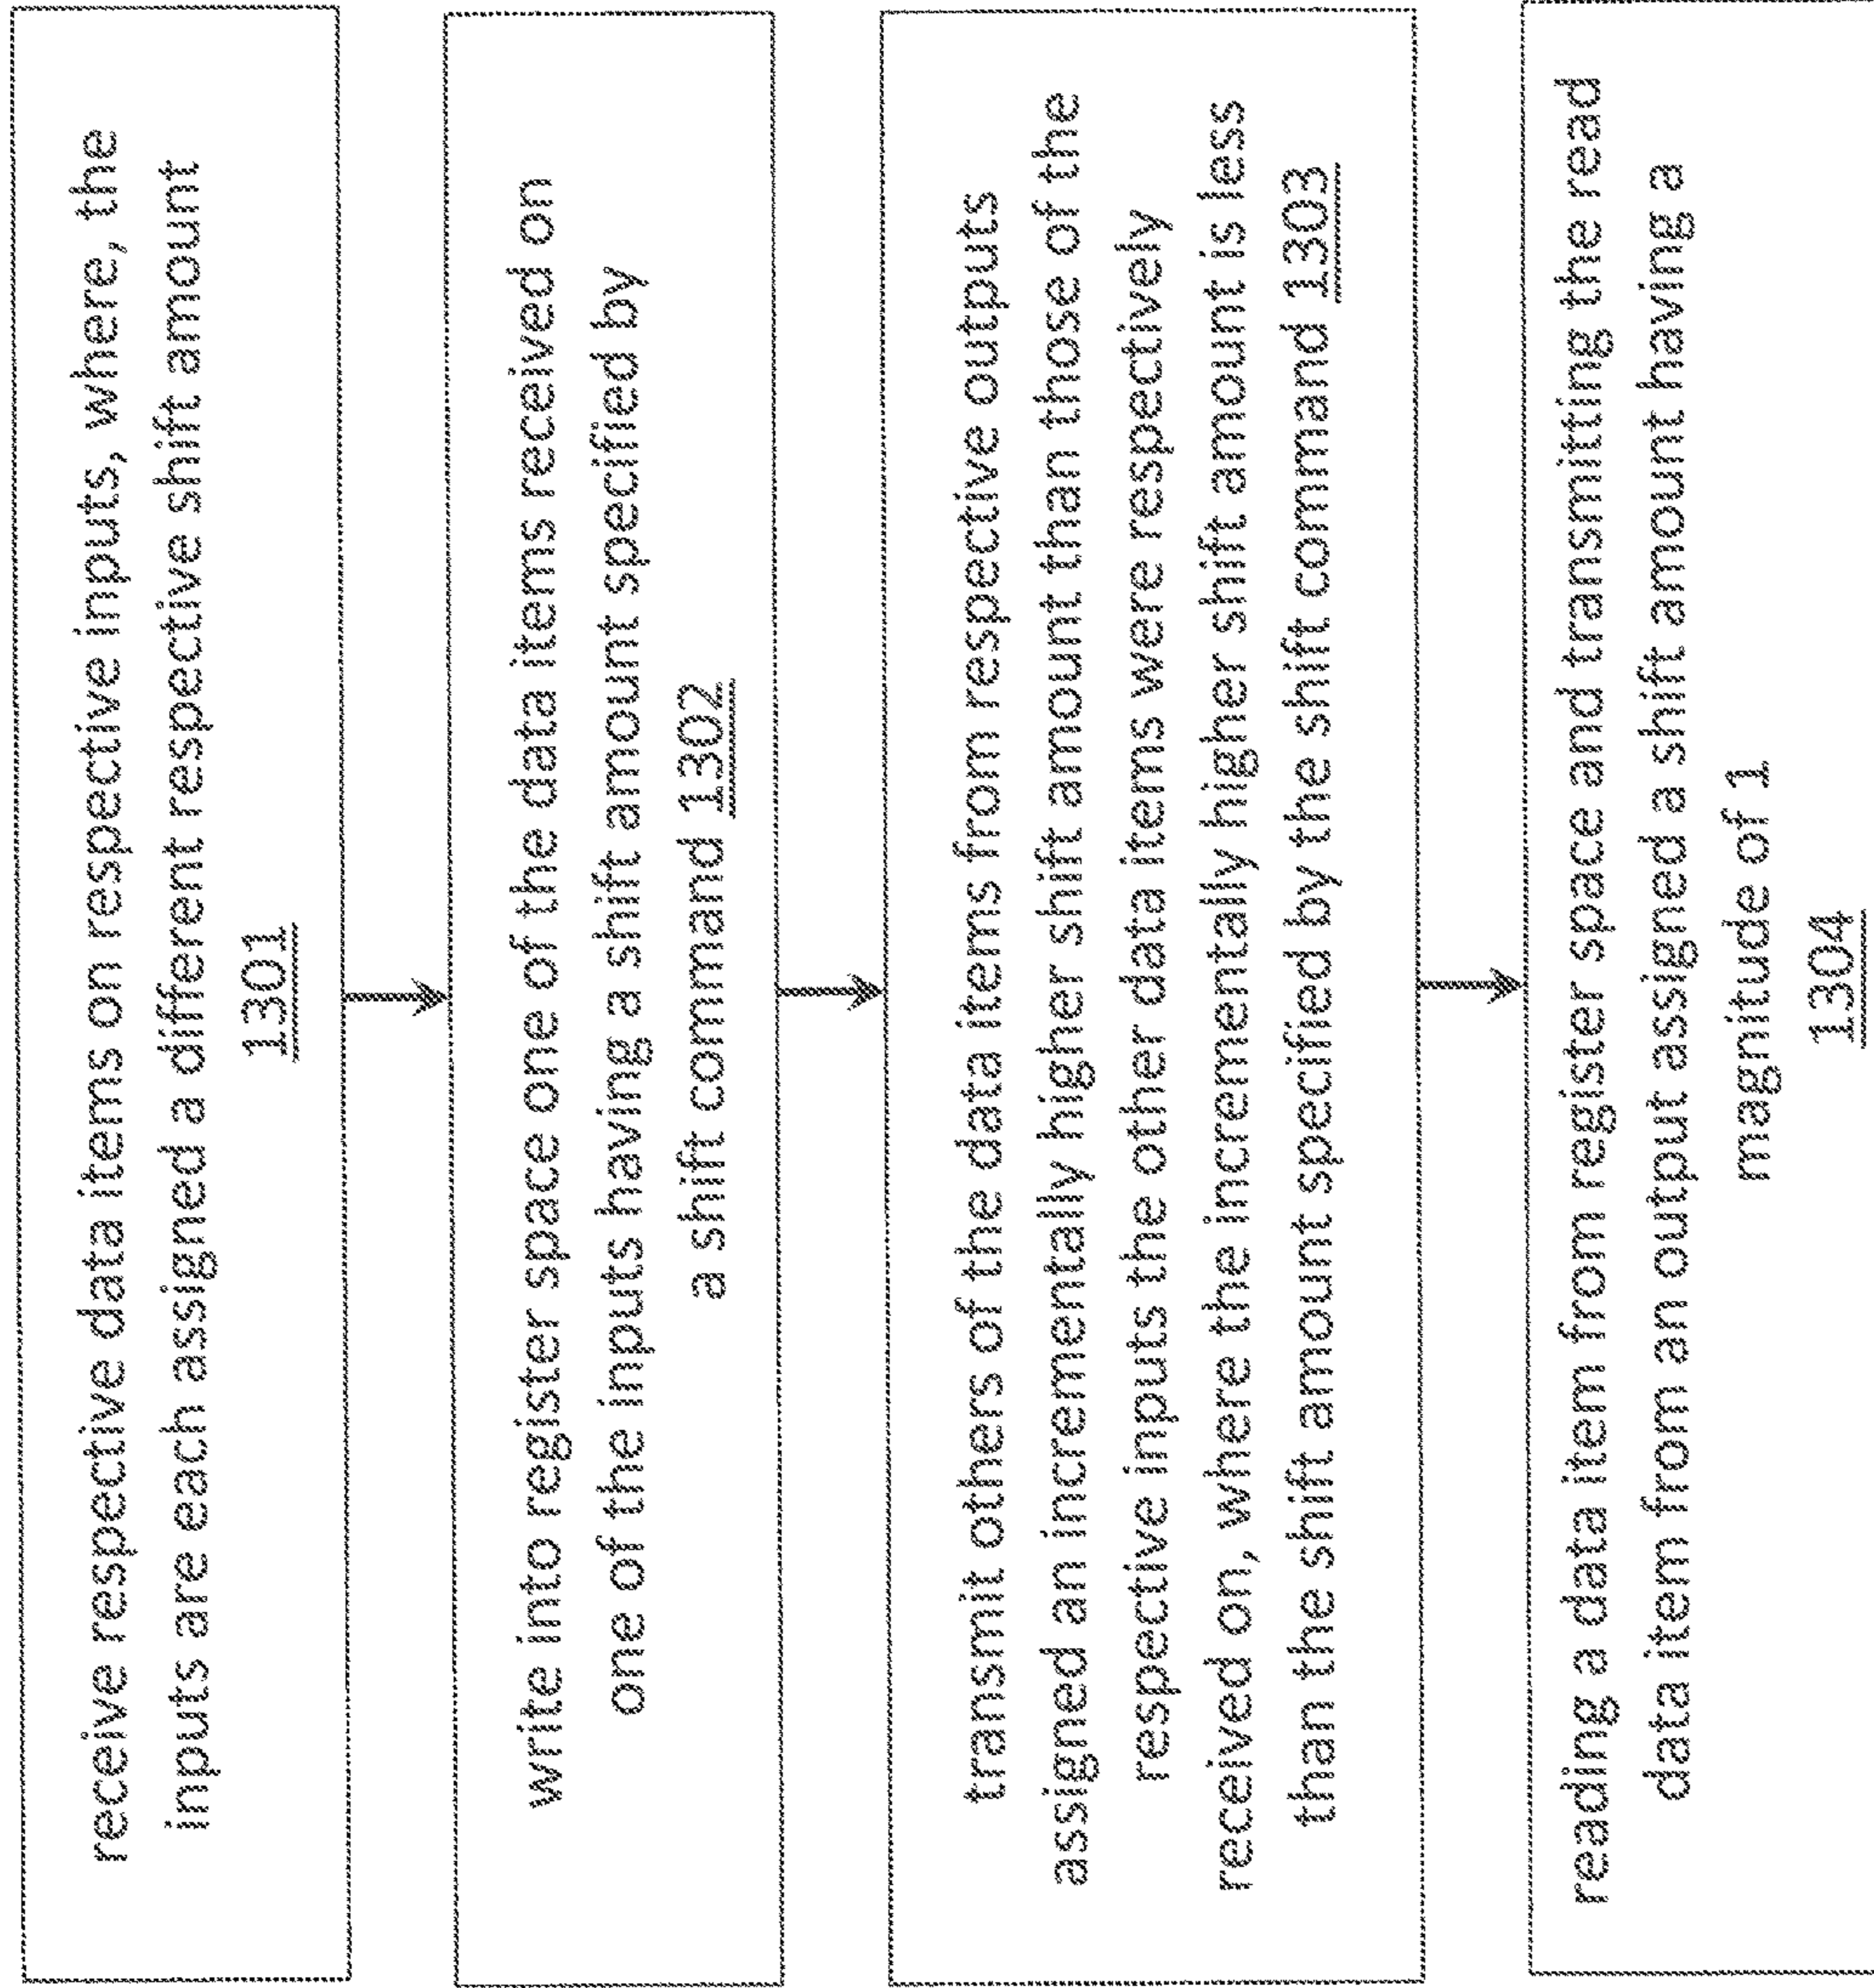 receive respective data items on respective inputs, where, the
inputs are each assigned a different respective shift amount
1301
write into register space one of the data items received on
one of the inputs having a shift amount specified by
a shift command 1302
transmit others of the data items from respective outputs
assigned an incrementally higher shift amount than those of the
respective inputs the other data items were respectively
received on, where the incrementally higher shift amount is less
than the shift amount specified by the shift command 1303
reading a data item from register space and transmitting the read
data item from an output assigned a shift amount having a
magnitude of 1
1304